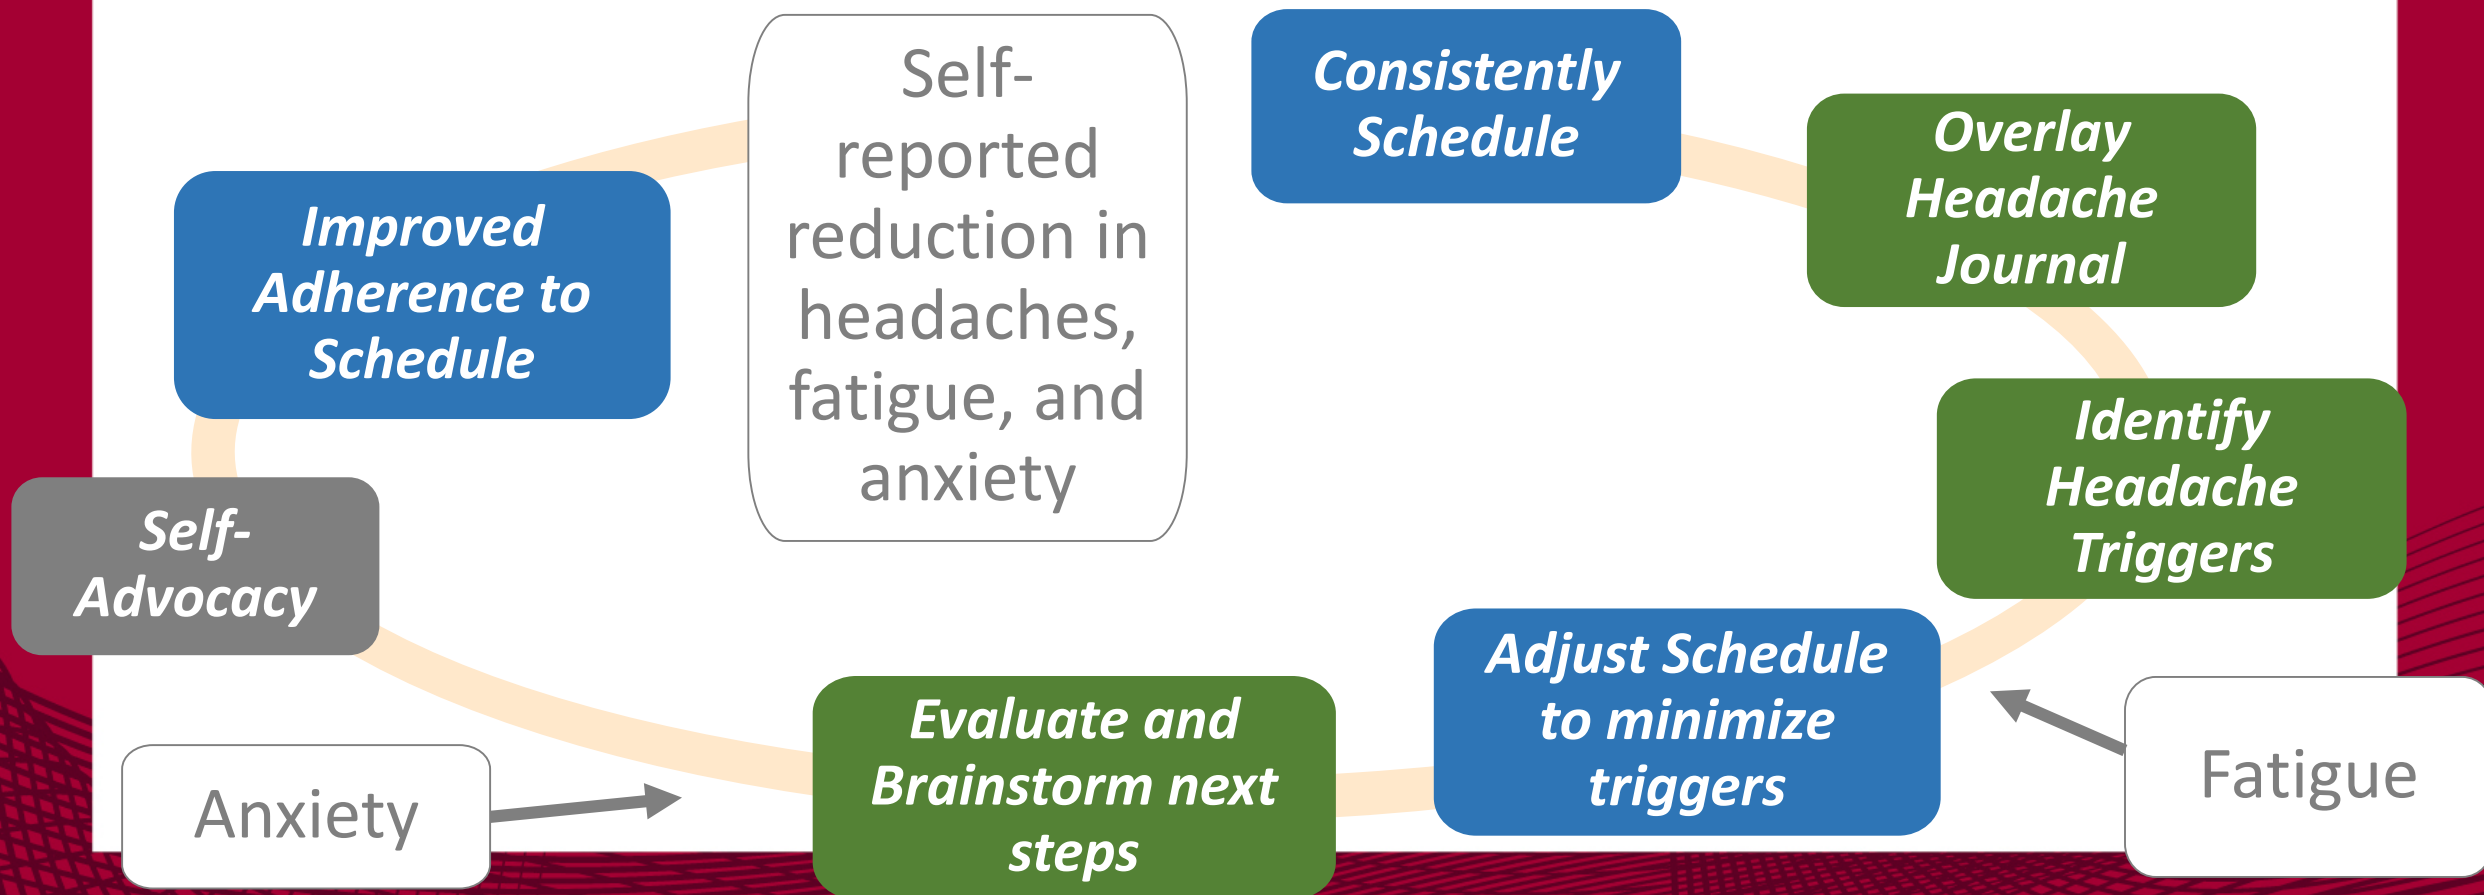 Self-
reported
reduction in
headaches,
fatigue, and
anxiety
Consistently
Schedule
Overlay
Headache
Journal
Identify
Headache
Triggers
Adjust Schedule
to minimize
triggers
Fatigue
Evaluate and
Brainstorm next
steps
Anxiety
Self-
Advocacy
Improved
Adherence to
Schedule